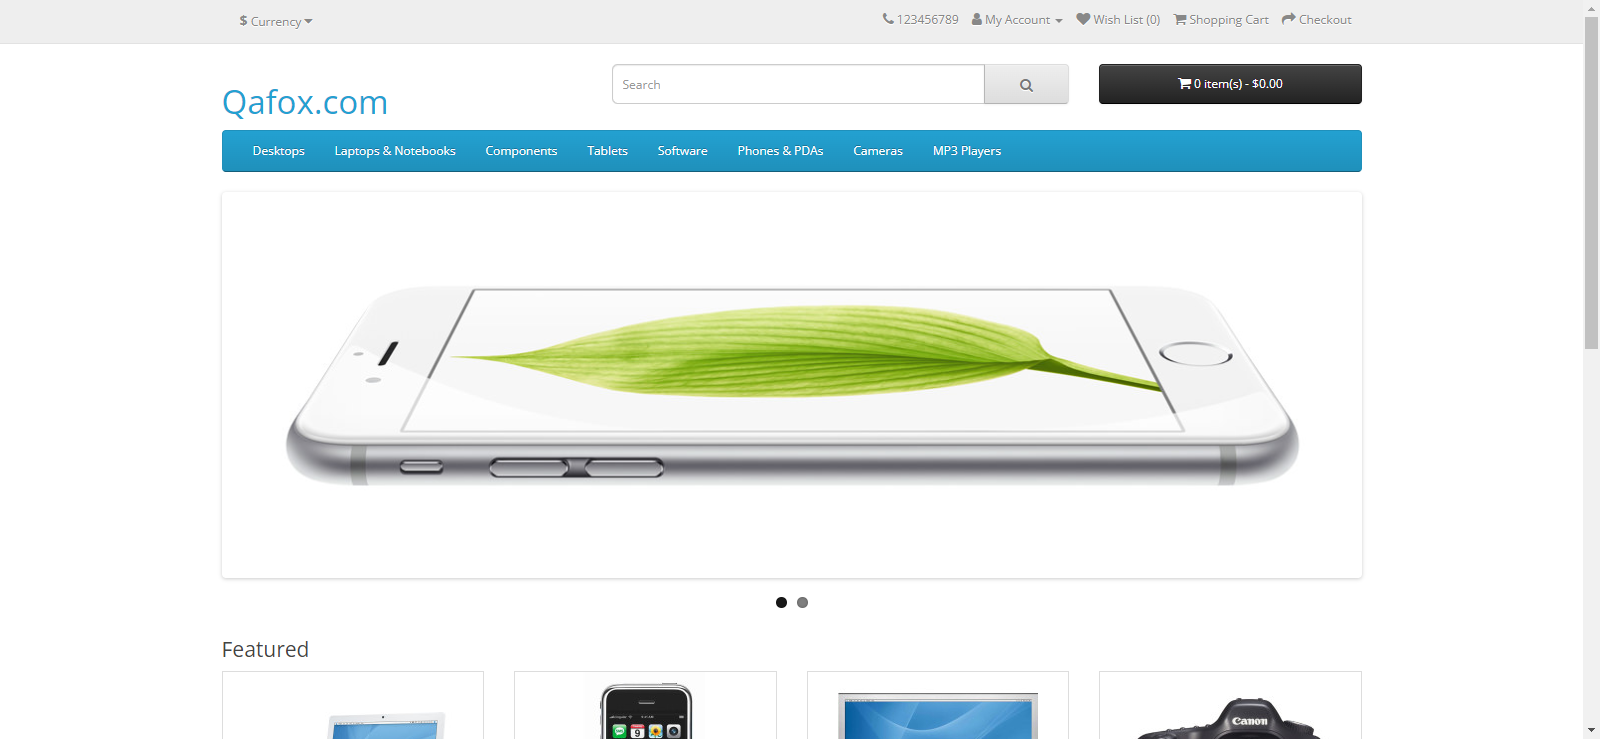 $ Currency
123456789 My Account Wish List (0) Shopping Cart Checkout
Qafox.com
Search
0 item(s) - $0.00
Desktops Laptops & Notebooks Components Tablets Software Phones & PDAs Cameras MP3 Players
Featured
9
Canon